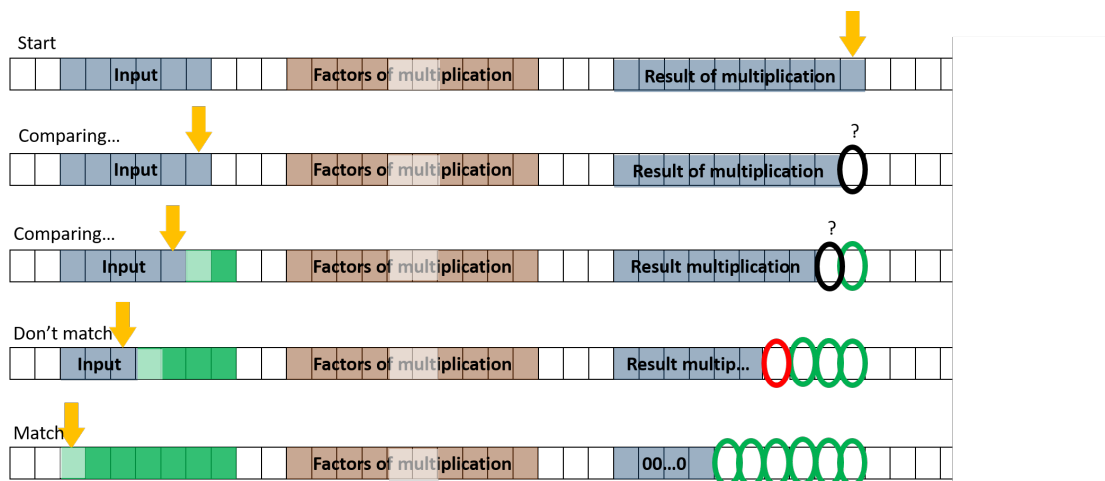 Start
Input Factors of multiplication Result of multiplication
Comparing...
?
Input Factors of multiplication Result of multiplication
Comparing...
?
Input Factors of multiplication Result multiplication
Don't match
Input Factors of multiplication Result multip...
Match
Factors of multiplication 00...0